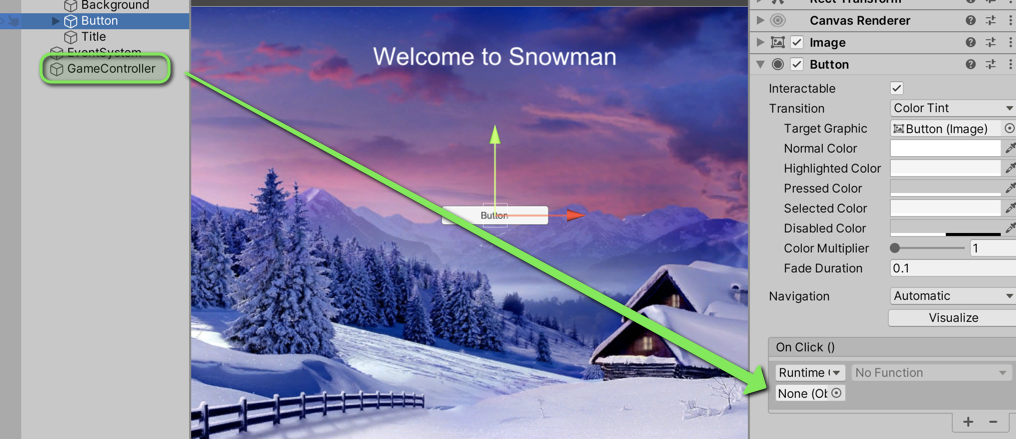 Background
Button
Title
EventSystem
GameController
Welcome to Snowman
Button
Rect Transform
Canvas Renderer
Image
Button
Interactable
Transition
Color Tint
Target Graphic
Button (Image)
Normal Color
Highlighted Color
Pressed Color
Selected Color
Disabled Color
Color Multiplier
1
Fade Duration
0.1
Navigation
Automatic
Visualize
On Click ()
Runtime
No Function
None (Ob